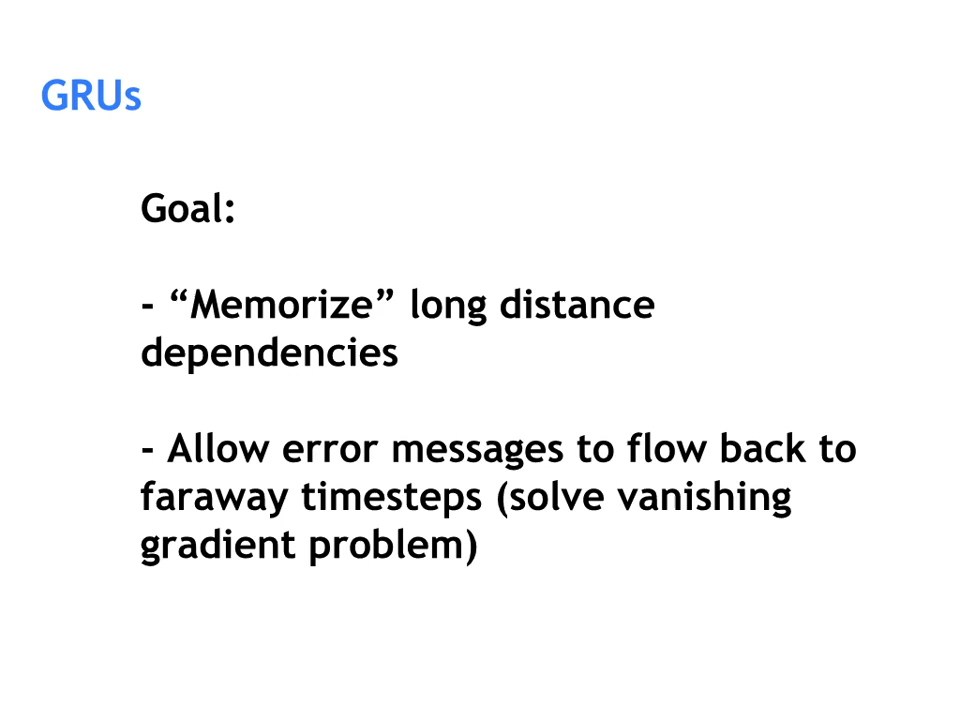 GRUs
Goal:
- “Memorize” long distance
dependencies
- Allow error messages to flow back to
faraway timesteps (solve vanishing
gradient problem)